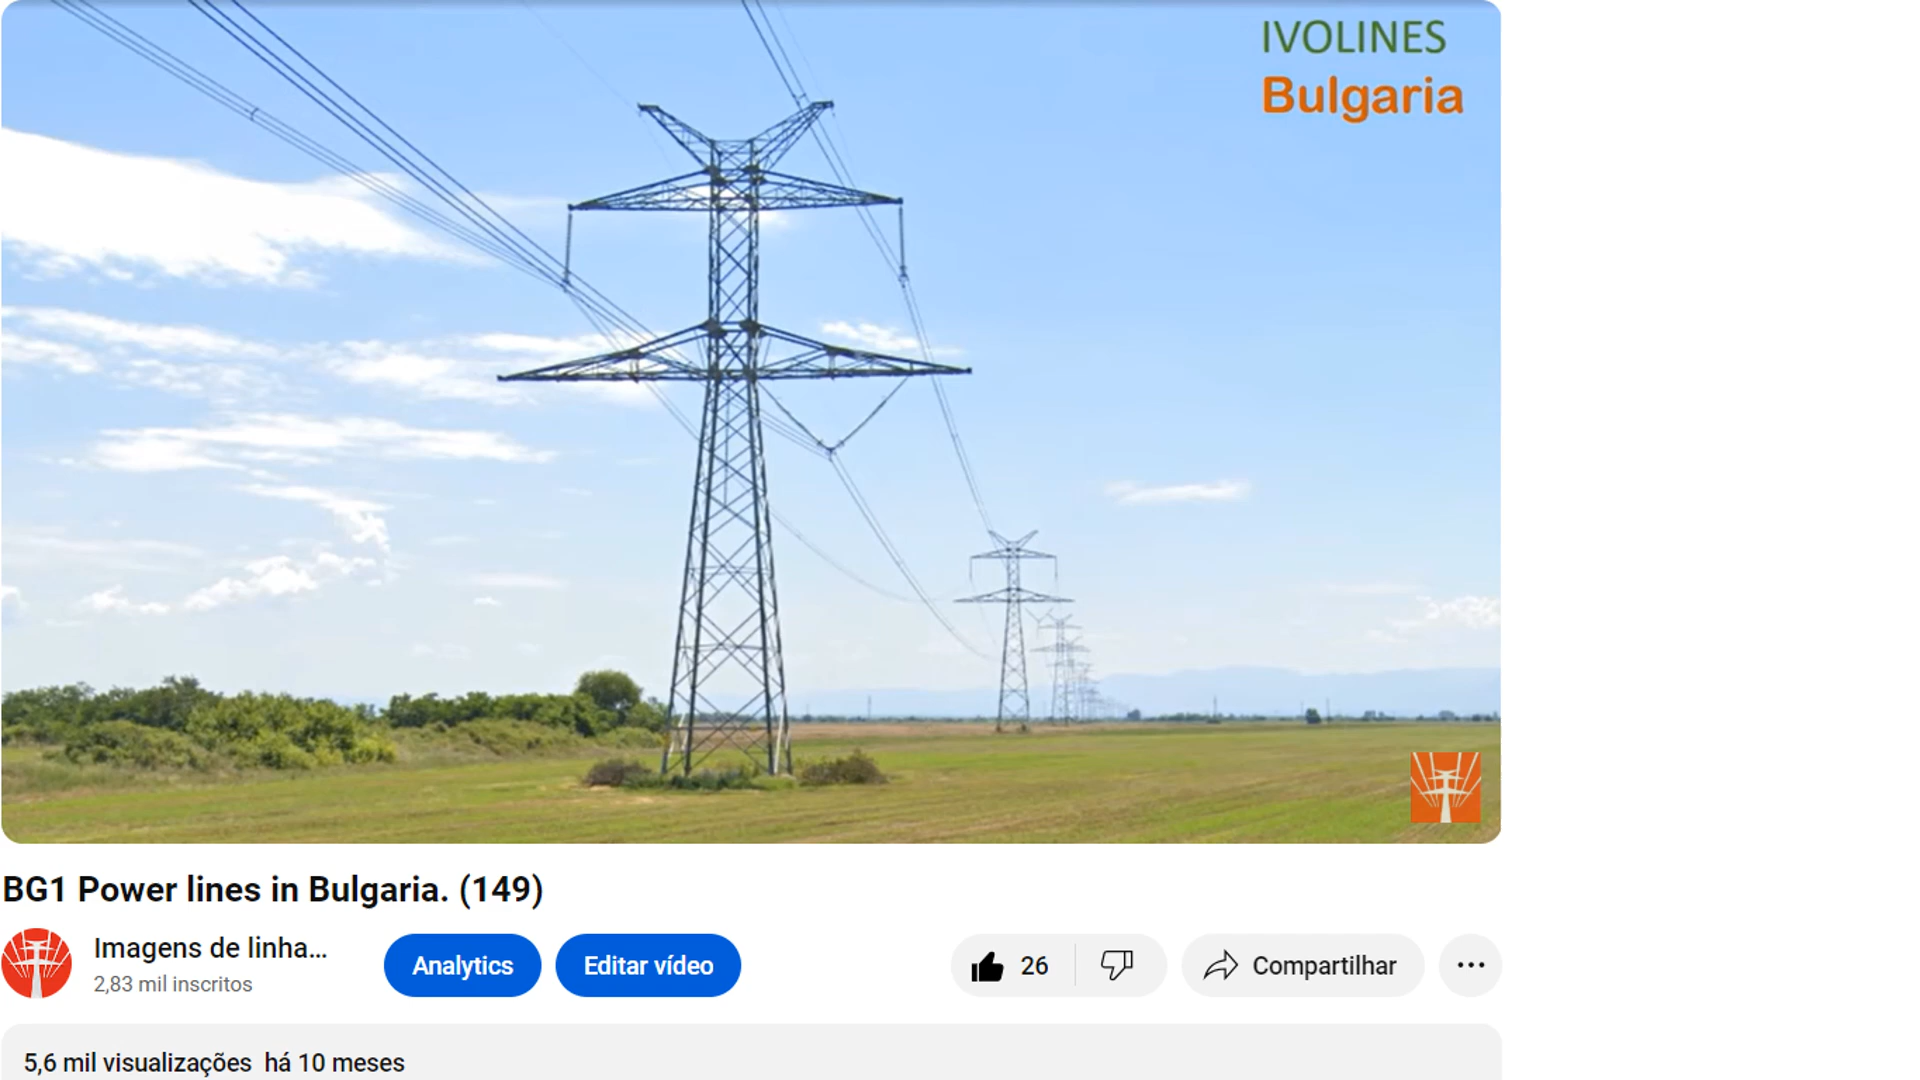 IVOLINES
Bulgaria
BG1 Power lines in Bulgaria. (149)
Imagens de linha...
2,83 mil inscritos
Analytics
Editar vídeo
26
Compartilhar
5,6 mil visualizações há 10 meses